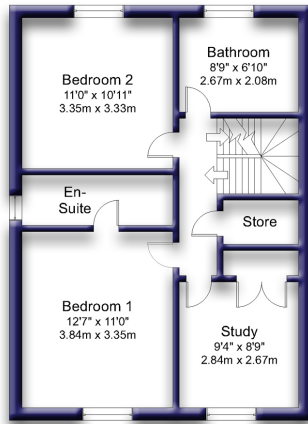 Bedroom 2
11'0" x 10'11"
3.35m x 3.33m
Bathroom
8'9" x 6'10"
2.67m x 2.08m
En-
Suite
Store
Bedroom 1
12'7" x 11'0"
3.84m x 3.35m
Study
9'4" x 8'9"
2.84m x 2.67m